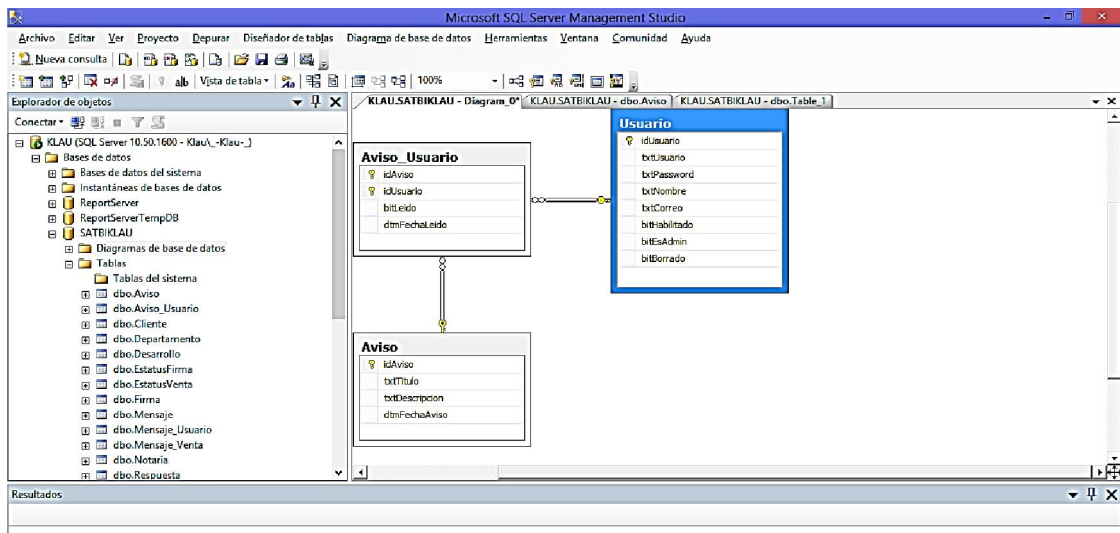 Microsoft SQL Server Management Studio
Archivo Editar Ver Proyecto Depurar Diseñador de tablas Diagrama de base de datos Herramientas Ventana Comunidad Ayuda
Nueva consulta
alb Vista de tabla 100%
Explorador de objetos
Conectar
KLAU (SQL Server 10.50.1600 - Klau\_-Klau-_)
Bases de datos
Bases de datos del sistema
Instantáneas de bases de datos
ReportServer
ReportServerTempDB
SATBIKLAU
Diagramas de base de datos
Tablas
Tablas del sistema
dbo.Aviso
dbo.Aviso_Usuario
dbo.Cliente
dbo.Departamento
dbo.Desarrollo
dbo.EstatusFirma
dbo.EstatusVenta
dbo.Firma
dbo.Mensaje
dbo.Mensaje_Usuario
dbo.Mensaje_Venta
dbo.Notaria
dbo.Respuesta
KLAU.SATBIKLAU - Diagram_0* KLAU.SATBIKLAU - dbo.Aviso KLAU.SATBIKLAU - dbo.Table_1
Aviso_Usuario
idAviso
idUsuario
bitLeido
dtmFechaLeido
Usuario
idUsuario
txtUsuario
txtPassword
txtNombre
txtCorreo
bitHabilitado
bitEsAdmin
bitBorrado
Aviso
idAviso
txtTitulo
txtDescripcion
dtmFechaAviso
Resultados